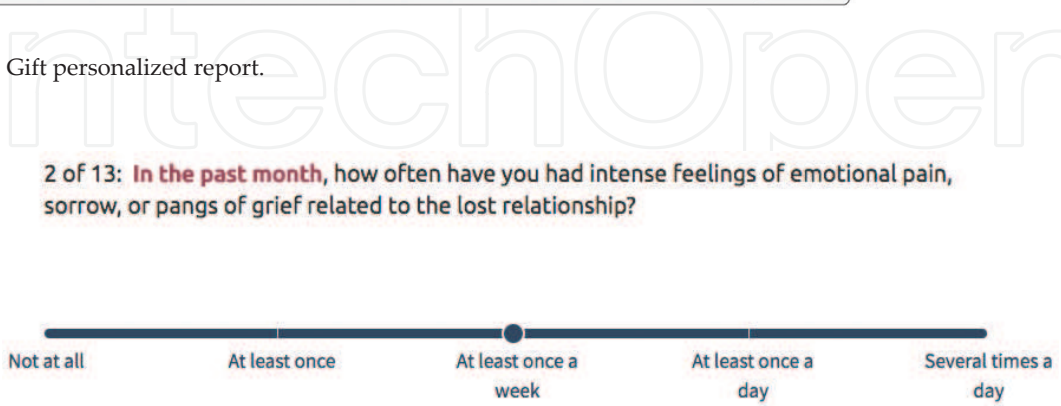 ntechOpen
Gift personalized report.
2 of 13: In the past month, how often have you had intense feelings of emotional pain,
sorrow, or pangs of grief related to the lost relationship?
Not at all At least once At least once a week At least once a day Several times a day